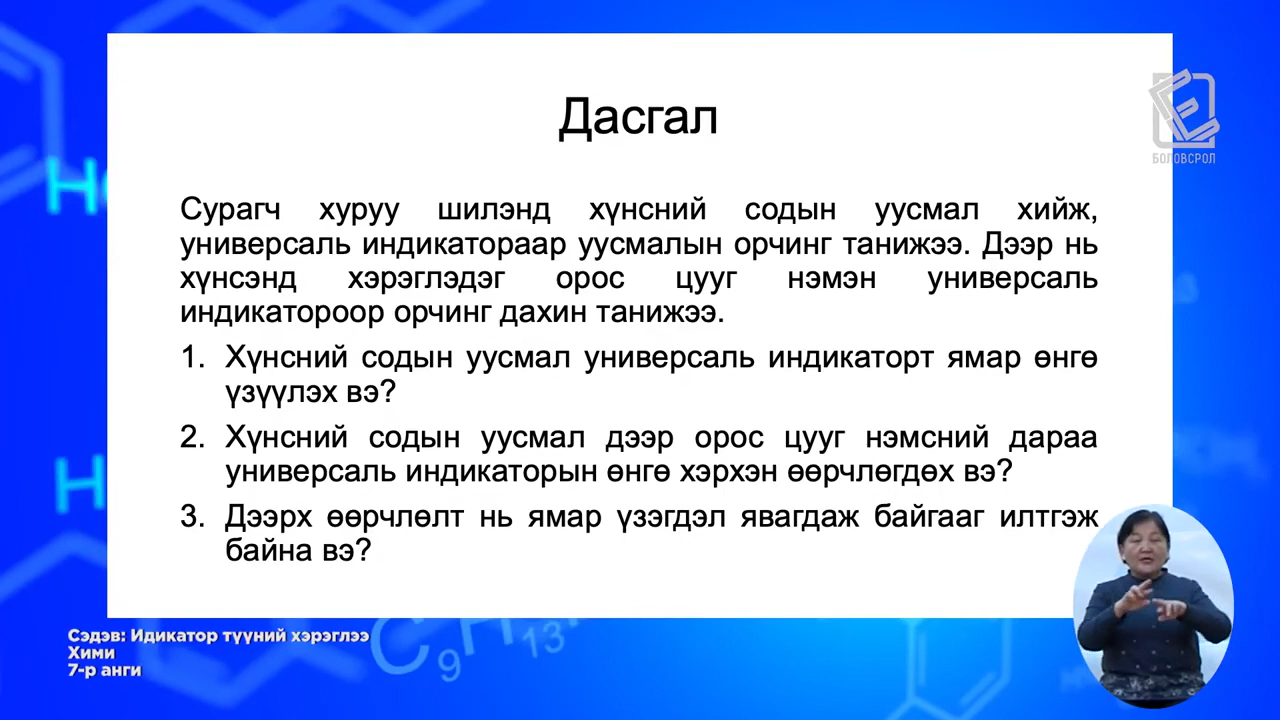 Дасгал
БОЛОВСРОЛ
Сурагч хуруу шилэнд хүнсний содын уусмал хийж,
универсаль индикатораар уусмалын орчинг танижээ. Дээр нь
хүнсэнд хэрэглэдэг орос цууг нэмэн универсаль
индикатороор орчинг дахин танижээ.
1. Хүнсний содын уусмал универсаль индикаторт ямар өнгө
үзүүлэх вэ?
2. Хүнсний содын уусмал дээр орос цууг нэмсний дараа
универсаль индикаторын өнгө хэрхэн өөрчлөгдөх вэ?
3. Дээрх өөрчлөлт нь ямар үзэгдэл явагдаж байгааг илтгэж
байна вэ?
Сэдэв: Идикатор түүний хэрэглээ
Хими
7-р анги